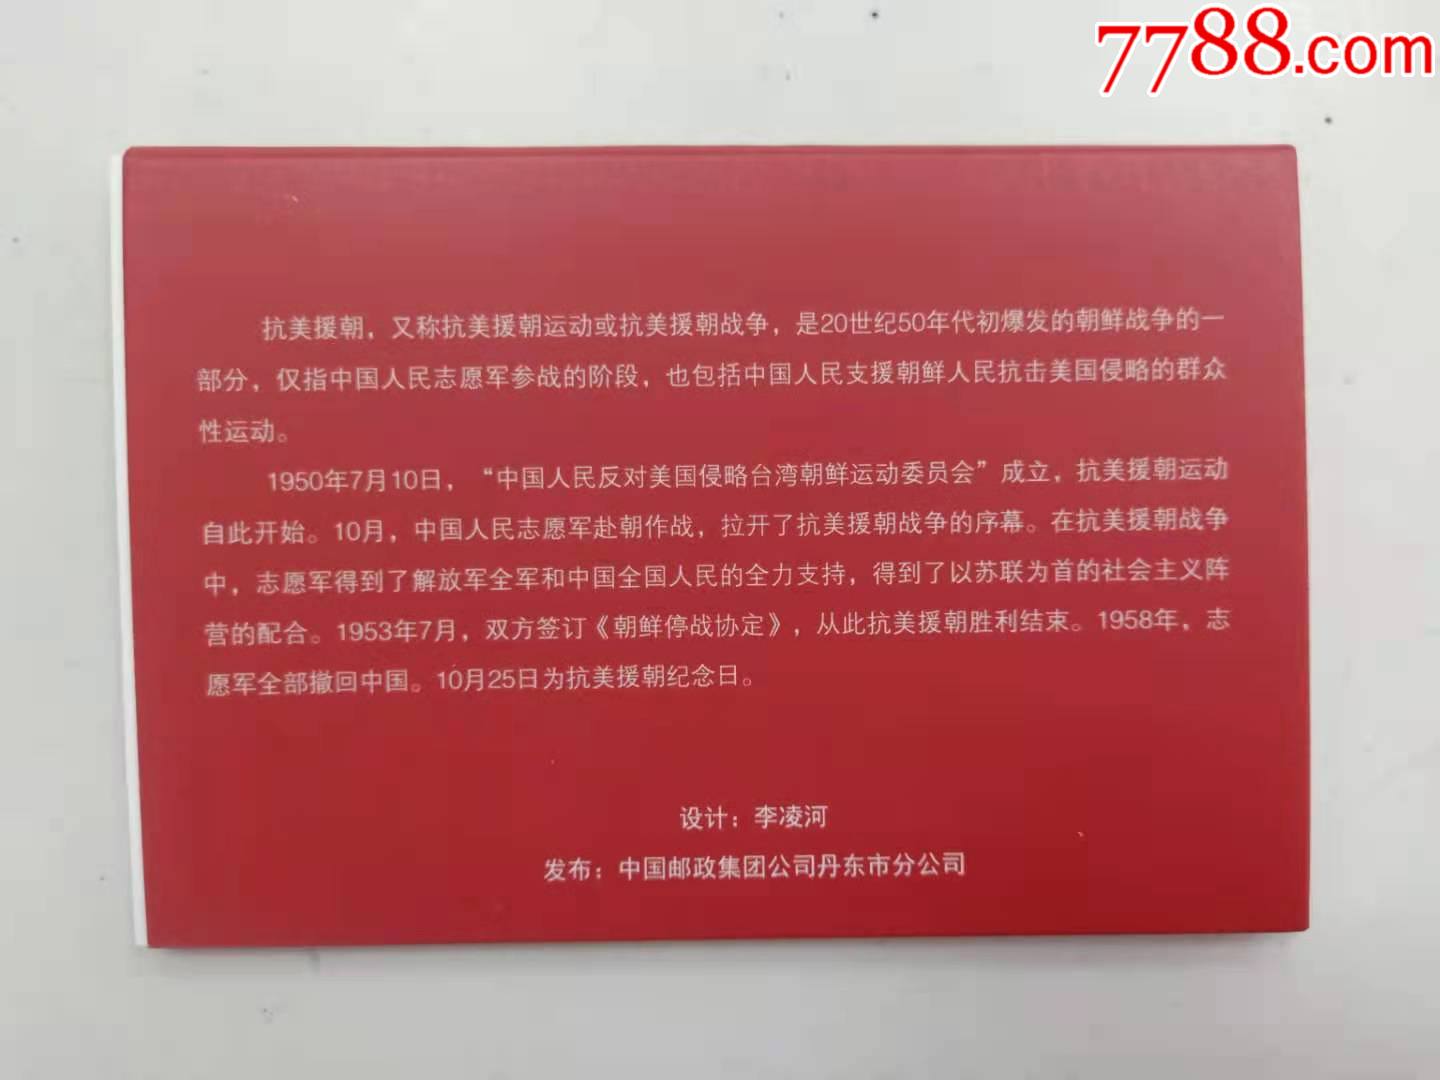 7788.com
抗美援朝，又称抗美援朝运动或抗美援朝战争，是20世纪50年代初爆发的朝鲜战争的一
部分，仅指中国人民志愿军参战的阶段，也包括中国人民支援朝鲜人民抗击美国侵略的群众
性运动。
1950年7月10日，“中国人民反对美国侵略台湾朝鲜运动委员会”成立，抗美援朝运动
自此开始。10月，中国人民志愿军赴朝作战，拉开了抗美援朝战争的序幕。在抗美援朝战争
中，志愿军得到了解放军全军和中国全国人民的全力支持，得到了以苏联为首的社会主义阵
营的配合。1953年7月，双方签订《朝鲜停战协定》，从此抗美援朝胜利结束。1958年，志
愿军全部撤回中国。10月25日为抗美援朝纪念日。
设计：李凌河
发布：中国邮政集团公司丹东市分公司